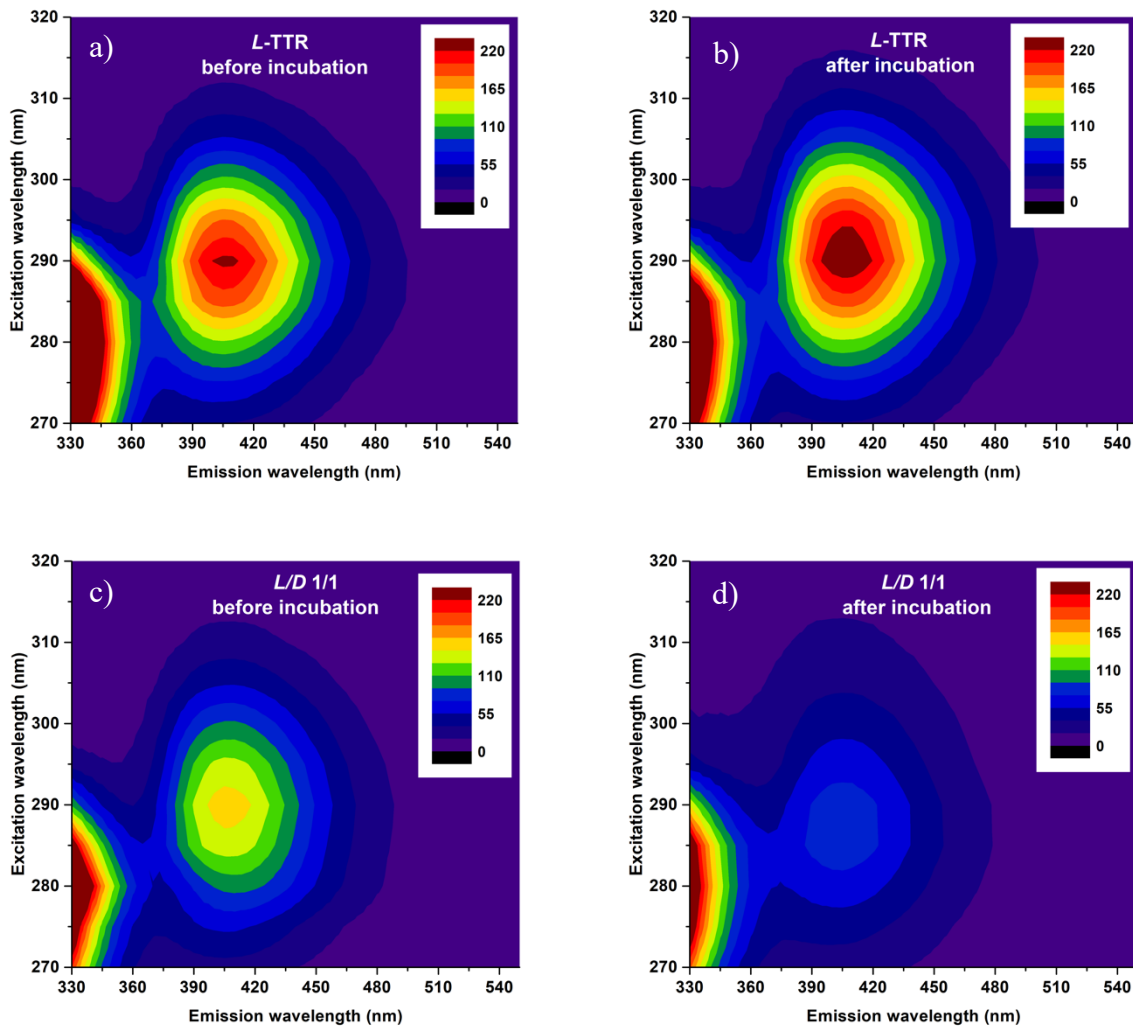 a)
L-TTR
before incubation
220
165
110
55
0
320
310
300
290
280
270
Excitation wavelength (nm)
330 360 390 420 450 480 510 540
Emission wavelength (nm)
b)
L-TTR
after incubation
220
165
110
55
0
320
310
300
290
280
270
Excitation wavelength (nm)
330 360 390 420 450 480 510 540
Emission wavelength (nm)
c)
L/D 1/1
before incubation
220
165
110
55
0
320
310
300
290
280
270
Excitation wavelength (nm)
330 360 390 420 450 480 510 540
Emission wavelength (nm)
d)
L/D 1/1
after incubation
220
165
110
55
0
320
310
300
290
280
270
Excitation wavelength (nm)
330 360 390 420 450 480 510 540
Emission wavelength (nm)